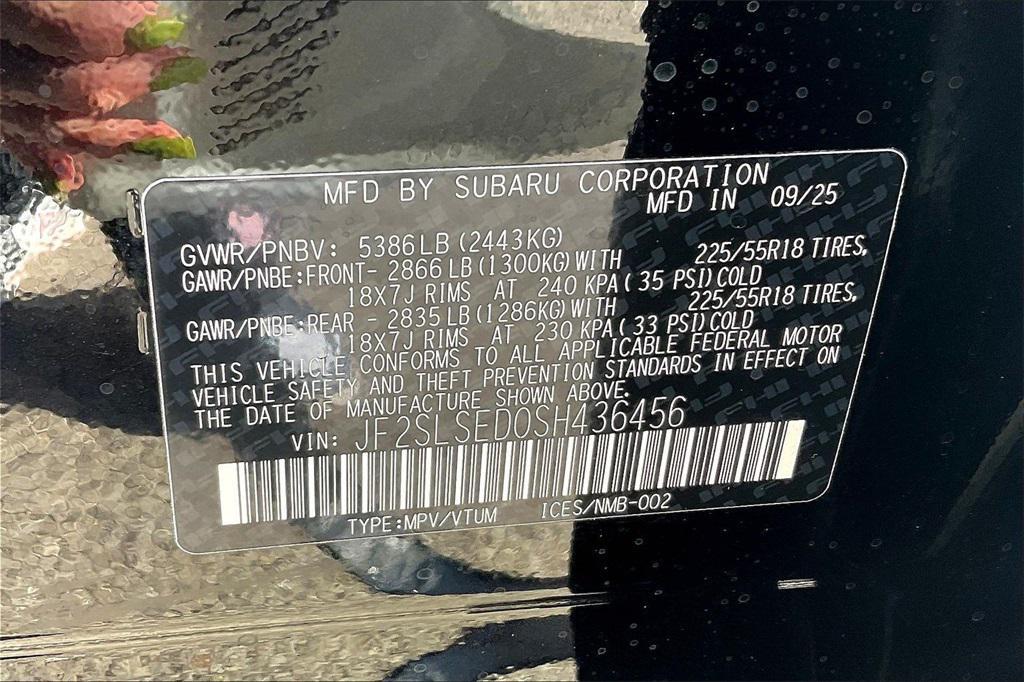 MFD BY SUBARU CORPORATION
MFD IN 09/25
GVWR/PNBV: 5386LB (2443KG)
GAWR/PNBE:FRONT- 2866 LB (1300KG) WITH 225/55R18 TIRES,
18X7J RIMS AT 240 KPA ( 35 PSI) COLD
GAWR/PNBE:REAR - 2835 LB (1286KG) WITH 225/55R18 TIRES,
18X7J RIMS AT 230 KPA ( 33 PSI) COLD
THIS VEHICLE CONFORMS TO ALL APPLICABLE FEDERAL MOTOR
VEHICLE SAFETY AND THEFT PREVENTION STANDARDS IN EFFECT ON
THE DATE OF MANUFACTURE SHOWN ABOVE.
VIN: JF2SLSED0SH436456
TYPE:MPV/VTUM ICES/NMB-002